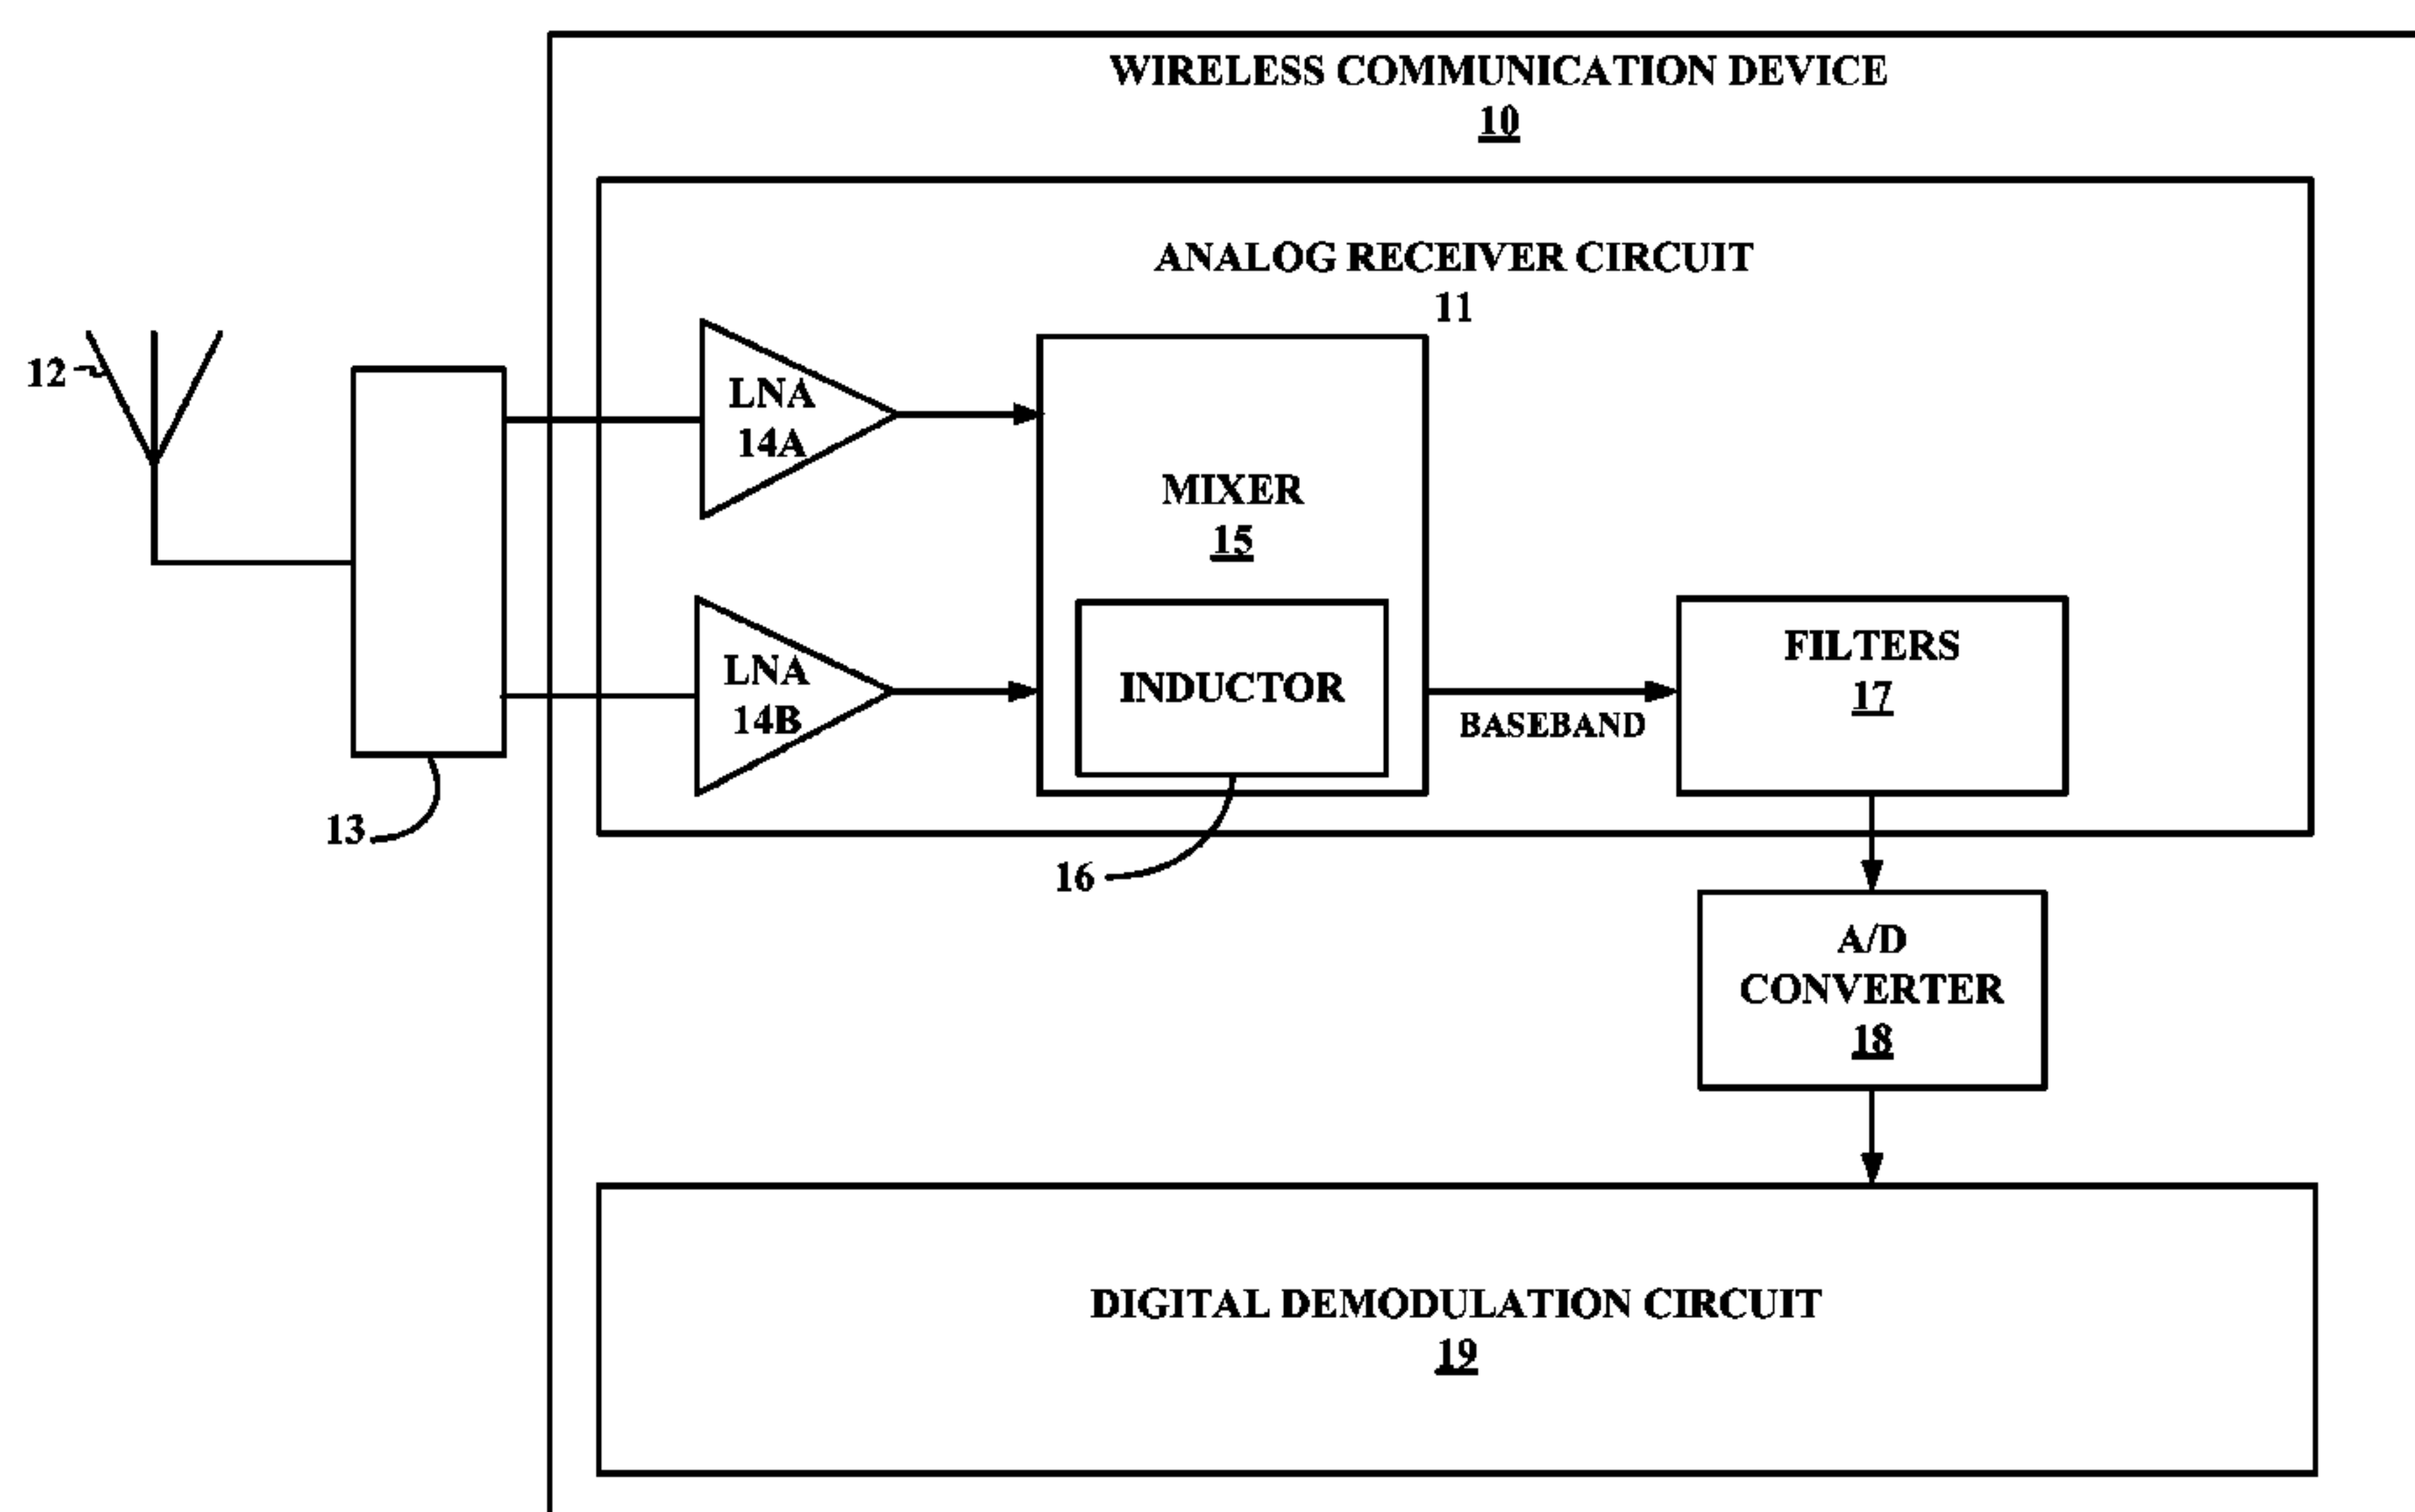 WIRELESS COMMUNICATION DEVICE
10
ANALOG RECEIVER CIRCUIT
11
12
LNA
14A
MIXER
15
LNA
14B
INDUCTOR
BASEBAND
FILTERS
17
13
16
A/D
CONVERTER
18
DIGITAL DEMODULATION CIRCUIT
19